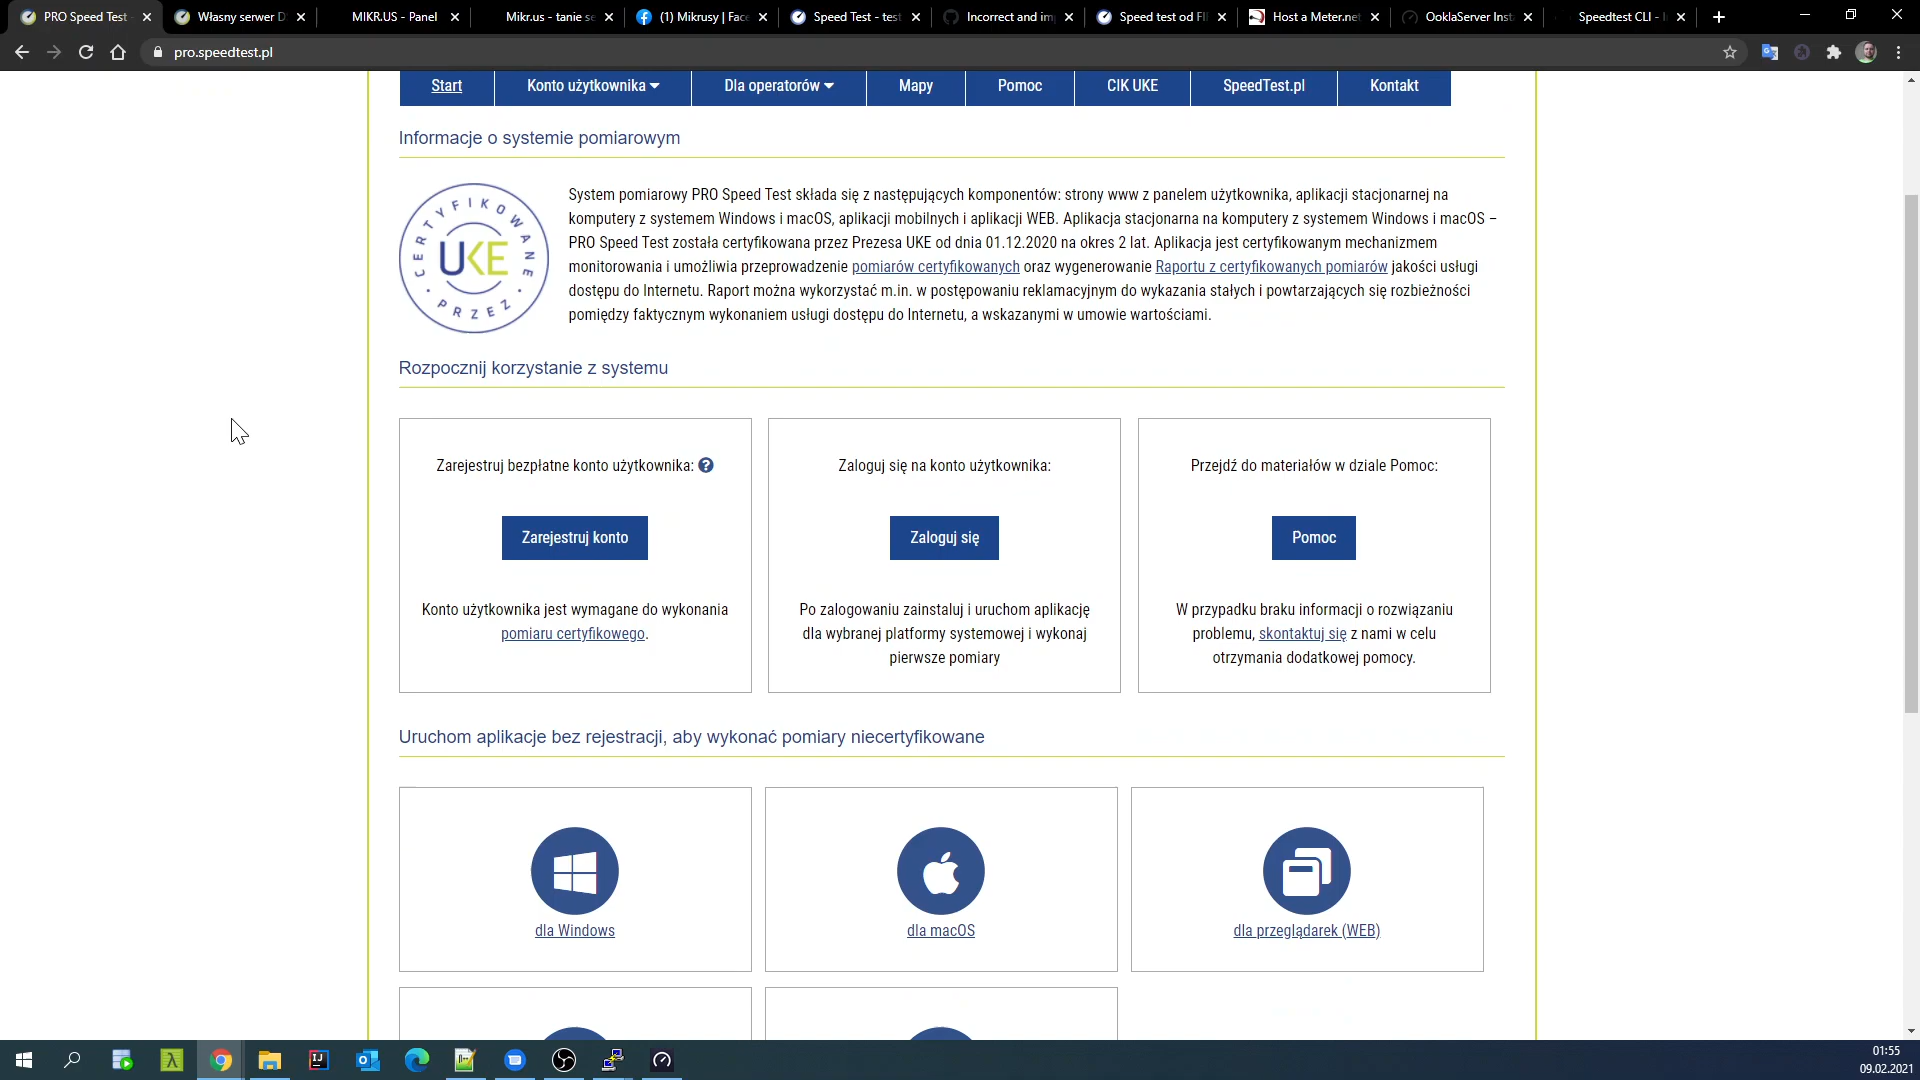 PRO Speed Test -
Własny serwer D
MIKR.US - Panel
Mikr.us - tanie se
(1) Mikrusy | Face
Speed Test - test
Incorrect and im
Speed test od FI
Host a Meter.net
OoklaServer Inst
Speedtest CLI - I
pro.speedtest.pl
Start
Konto użytkownika
Dla operatorów
Mapy
Pomoc
CIK UKE
SpeedTest.pl
Kontakt
Informacje o systemie pomiarowym
CERTYFIKOWANE
UKE
PRZEZ
System pomiarowy PRO Speed Test składa się z następujących komponentów: strony www z panelem użytkownika, aplikacji stacjonarnej na
komputery z systemem Windows i macOS, aplikacji mobilnych i aplikacji WEB. Aplikacja stacjonarna na komputery z systemem Windows i macOS –
PRO Speed Test została certyfikowana przez Prezesa UKE od dnia 01.12.2020 na okres 2 lat. Aplikacja jest certyfikowanym mechanizmem
monitorowania i umożliwia przeprowadzenie pomiarów certyfikowanych oraz wygenerowanie Raportu z certyfikowanych pomiarów jakości usługi
dostępu do Internetu. Raport można wykorzystać m.in. w postępowaniu reklamacyjnym do wykazania stałych i powtarzających się rozbieżności
pomiędzy faktycznym wykonaniem usługi dostępu do Internetu, a wskazanymi w umowie wartościami.
Rozpocznij korzystanie z systemu
Zarejestruj bezpłatne konto użytkownika: ?
Zarejestruj konto
Konto użytkownika jest wymagane do wykonania
pomiaru certyfikowego.
Zaloguj się na konto użytkownika:
Zaloguj się
Po zalogowaniu zainstaluj i uruchom aplikację
dla wybranej platformy systemowej i wykonaj
pierwsze pomiary
Przejdź do materiałów w dziale Pomoc:
Pomoc
W przypadku braku informacji o rozwiązaniu
problemu, skontaktuj się z nami w celu
otrzymania dodatkowej pomocy.
Uruchom aplikacje bez rejestracji, aby wykonać pomiary niecertyfikowane
dla Windows
dla macOS
dla przeglądarek (WEB)
01:55
09.02.2021